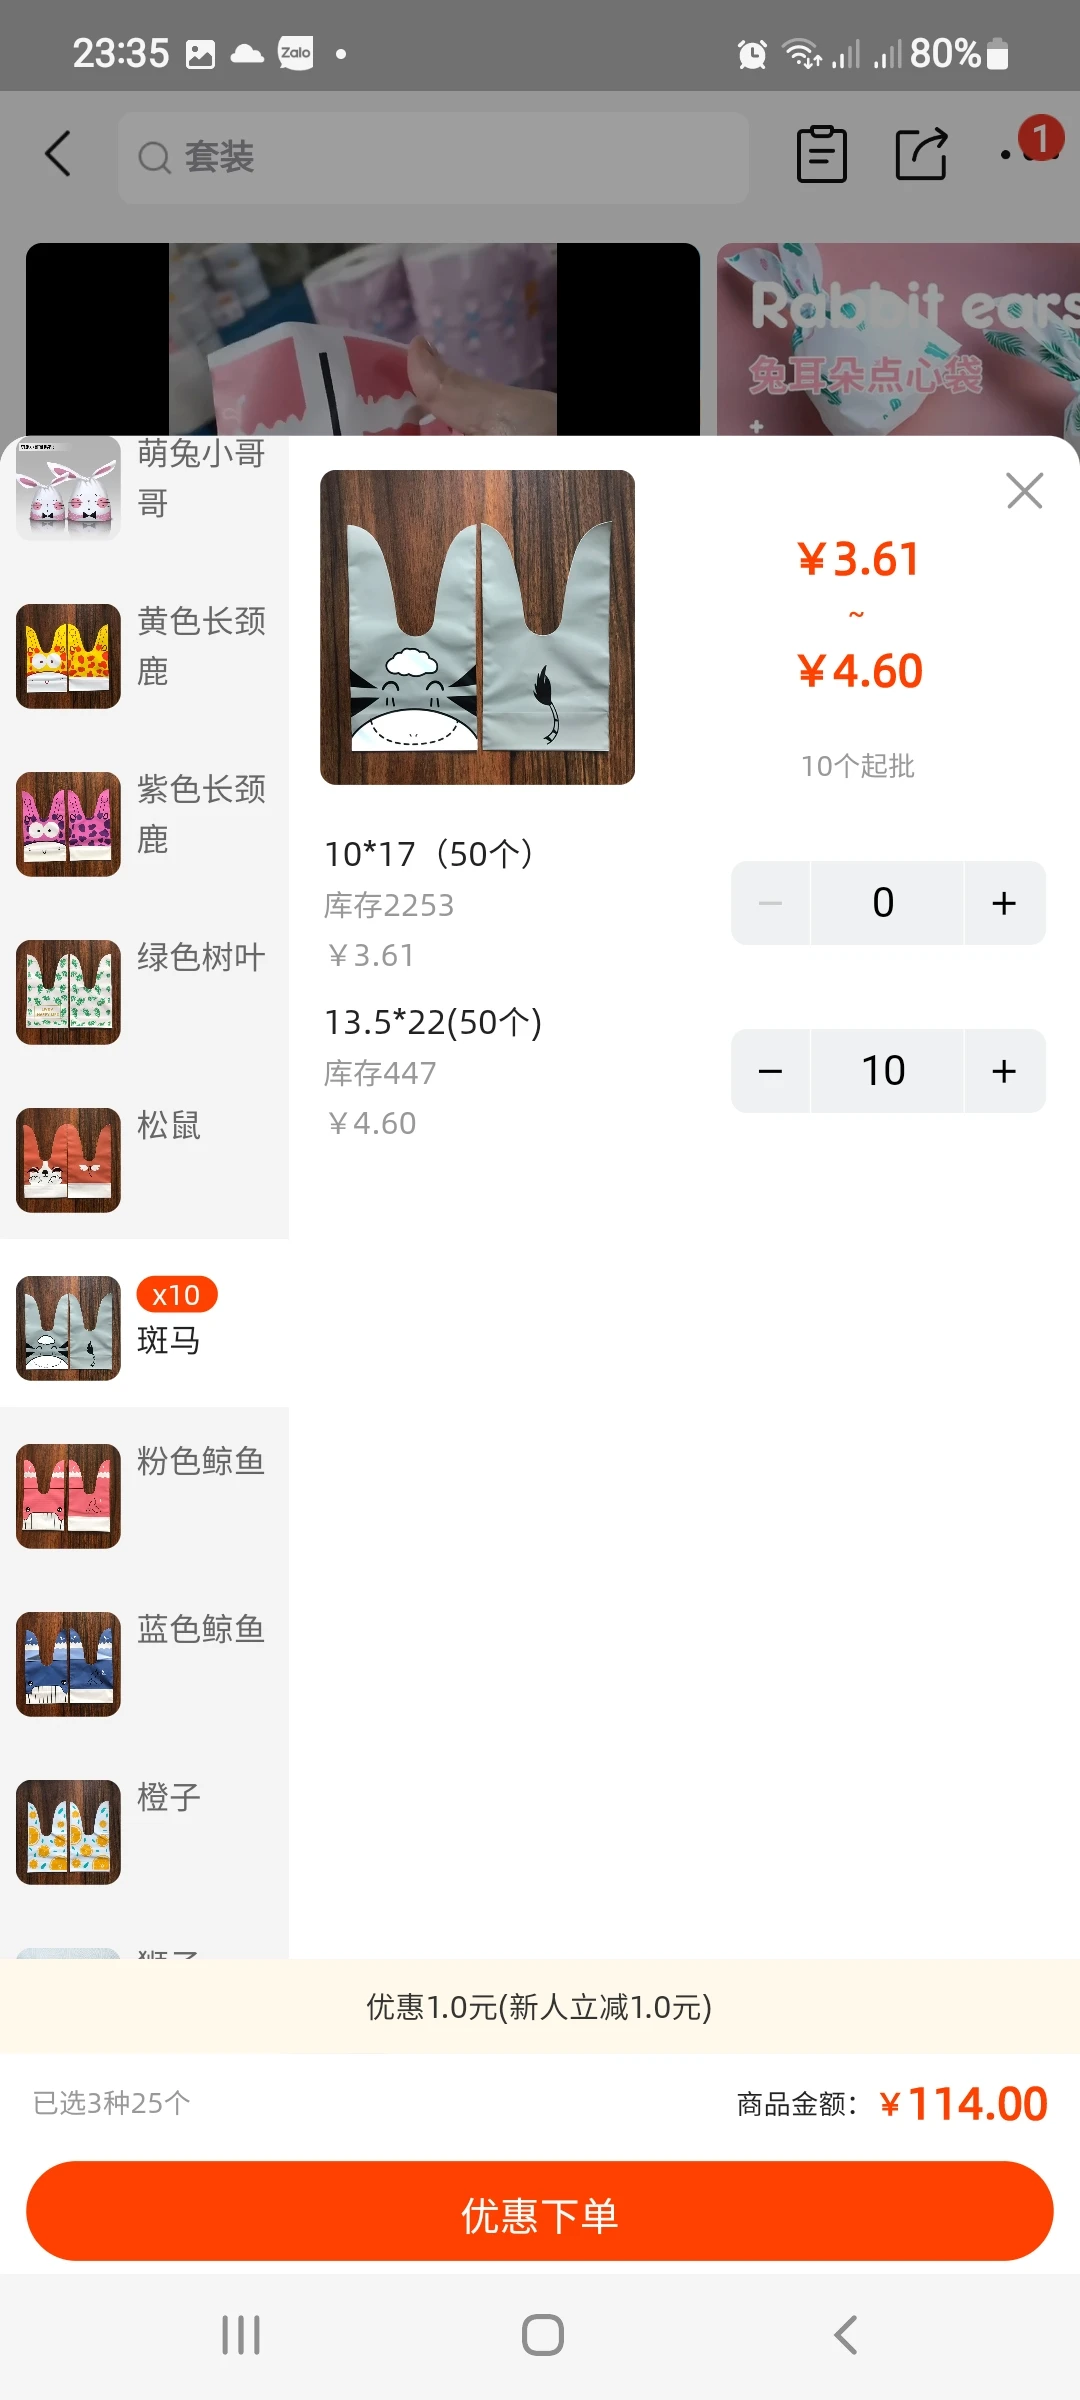 23:35
Zalo
80%
套装
1
Rabbit ears
兔耳朵点心袋
萌兔小哥
哥
黄色长颈
鹿
紫色长颈
鹿
绿色树叶
松鼠
x10
斑马
粉色鲸鱼
蓝色鲸鱼
橙子
狮子
¥3.61
~
¥4.60
10个起批
10*17（50个）
库存2253
¥3.61
0
13.5*22(50个)
库存447
¥4.60
10
优惠1.0元(新人立减1.0元)
已选3种25个
商品金额：¥114.00
优惠下单